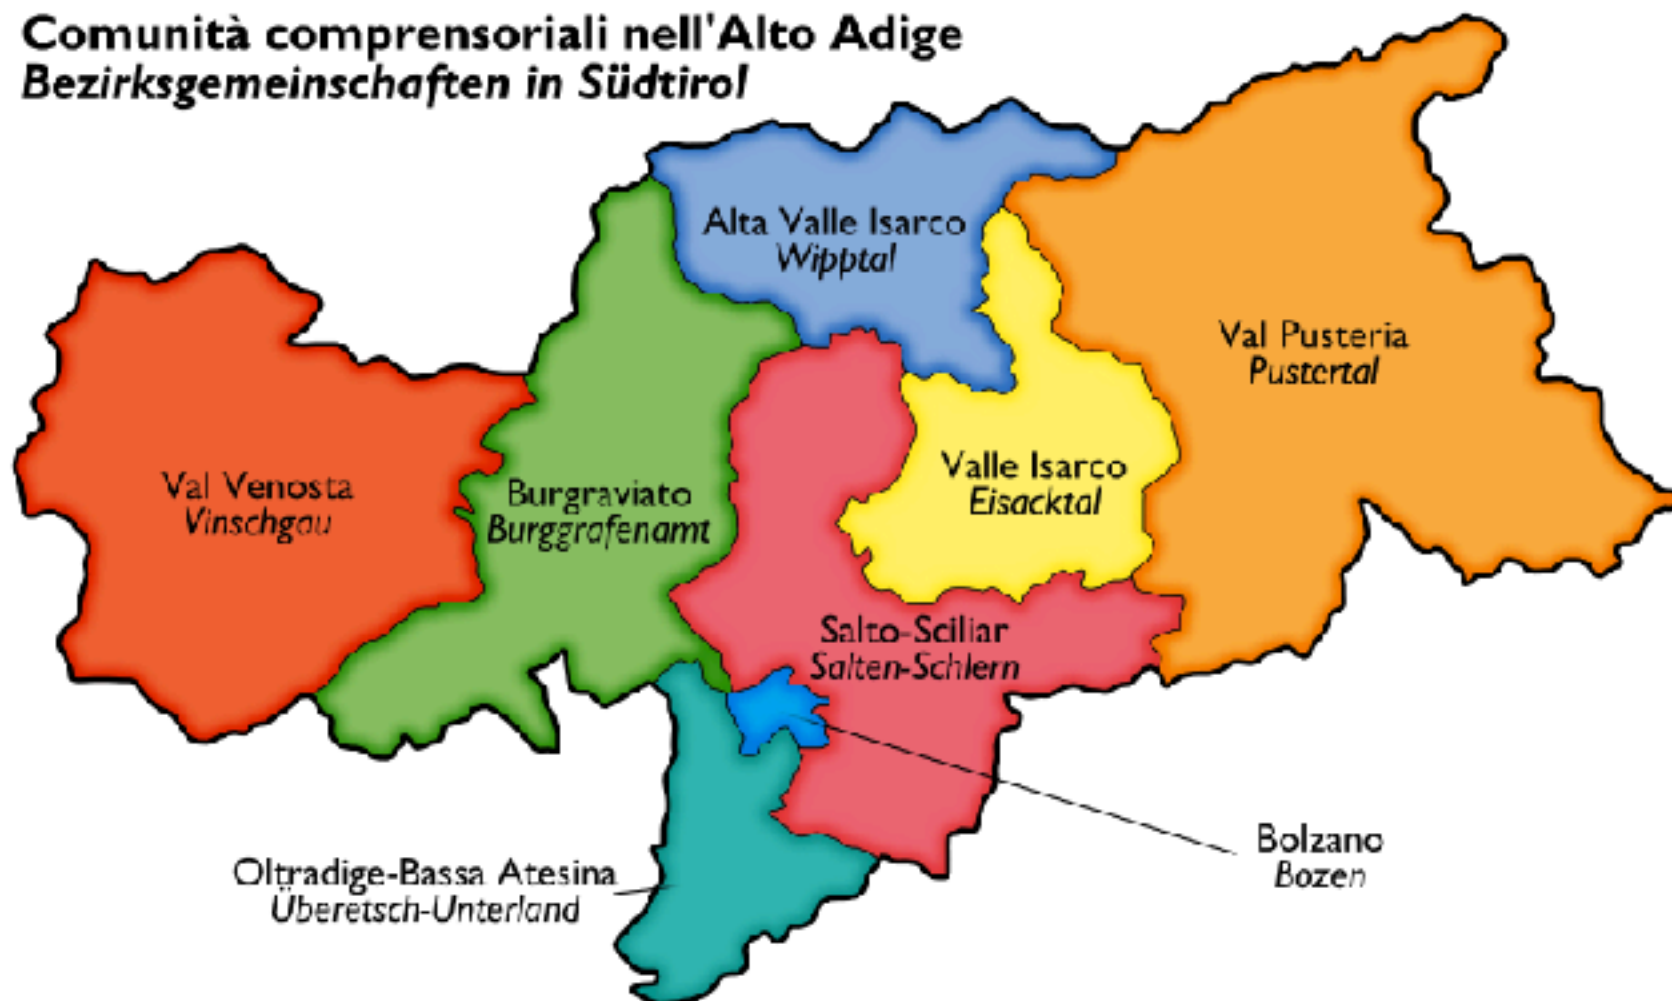 Comunità comprensoriali nell'Alto Adige
Bezirksgemeinschaften in Südtirol
Alta Valle Isarco
Wipptal
Val Pusteria
Pustertal
Valle Isarco
Eisacktal
Val Venosta
Vinschgau
Burgraviato
Burggrafenamt
Salto-Sciliar
Salten-Schlern
Bolzano
Bozen
Oltradige-Bassa Atesina
Überetsch-Unterland